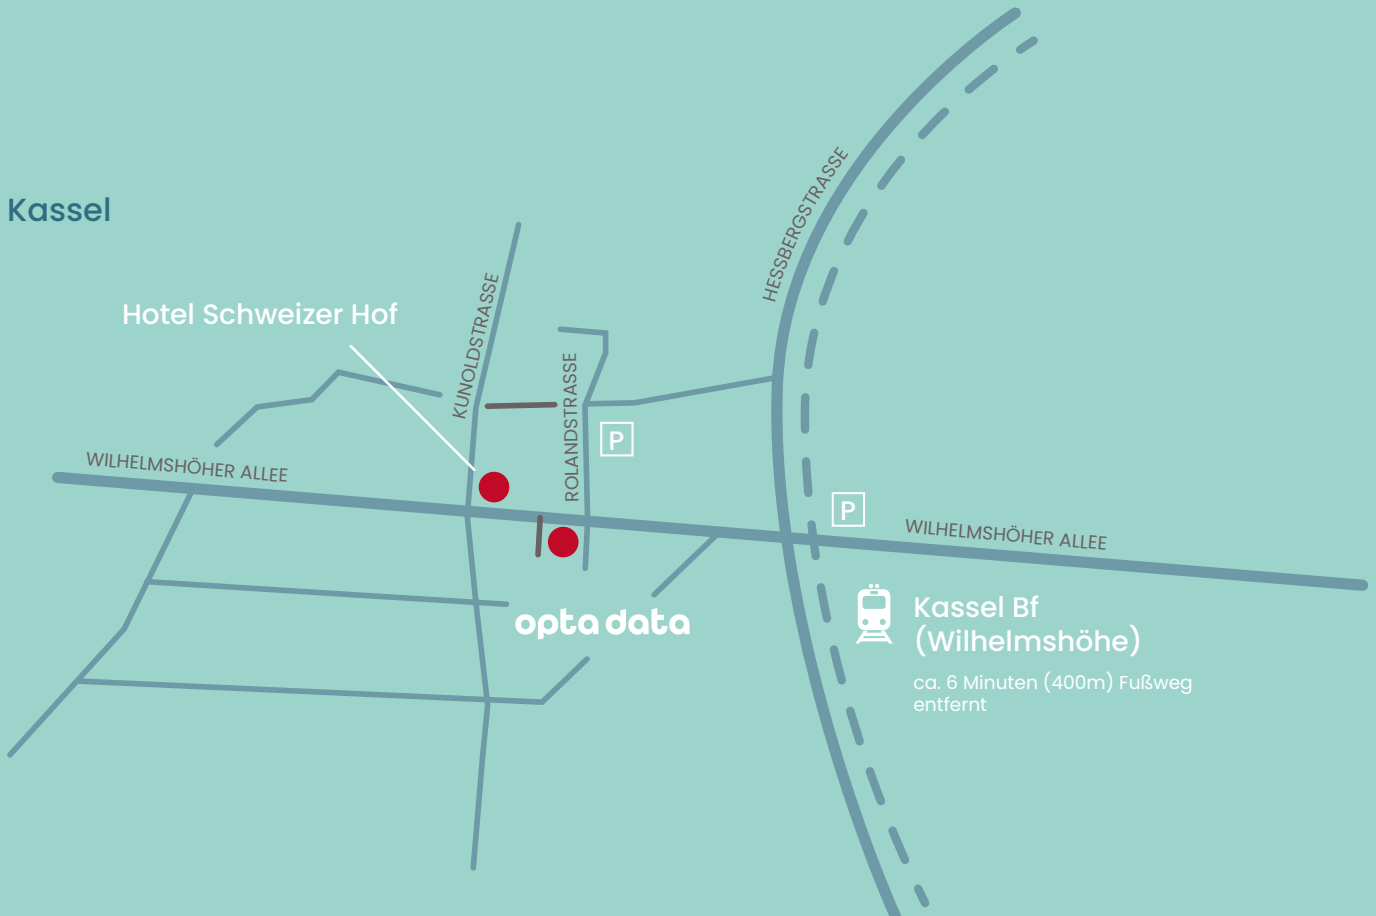 HESSBERGSTRASSE
Kassel
Hotel Schweizer Hof
KUNOLDSTRASSE
ROLANDSTRASSE
P
WILHELMSHÖHER ALLEE
P
WILHELMSHÖHER ALLEE
opta data
Kassel Bf
(Wilhelmshöhe)
ca. 6 Minuten (400m) Fußweg
entfernt